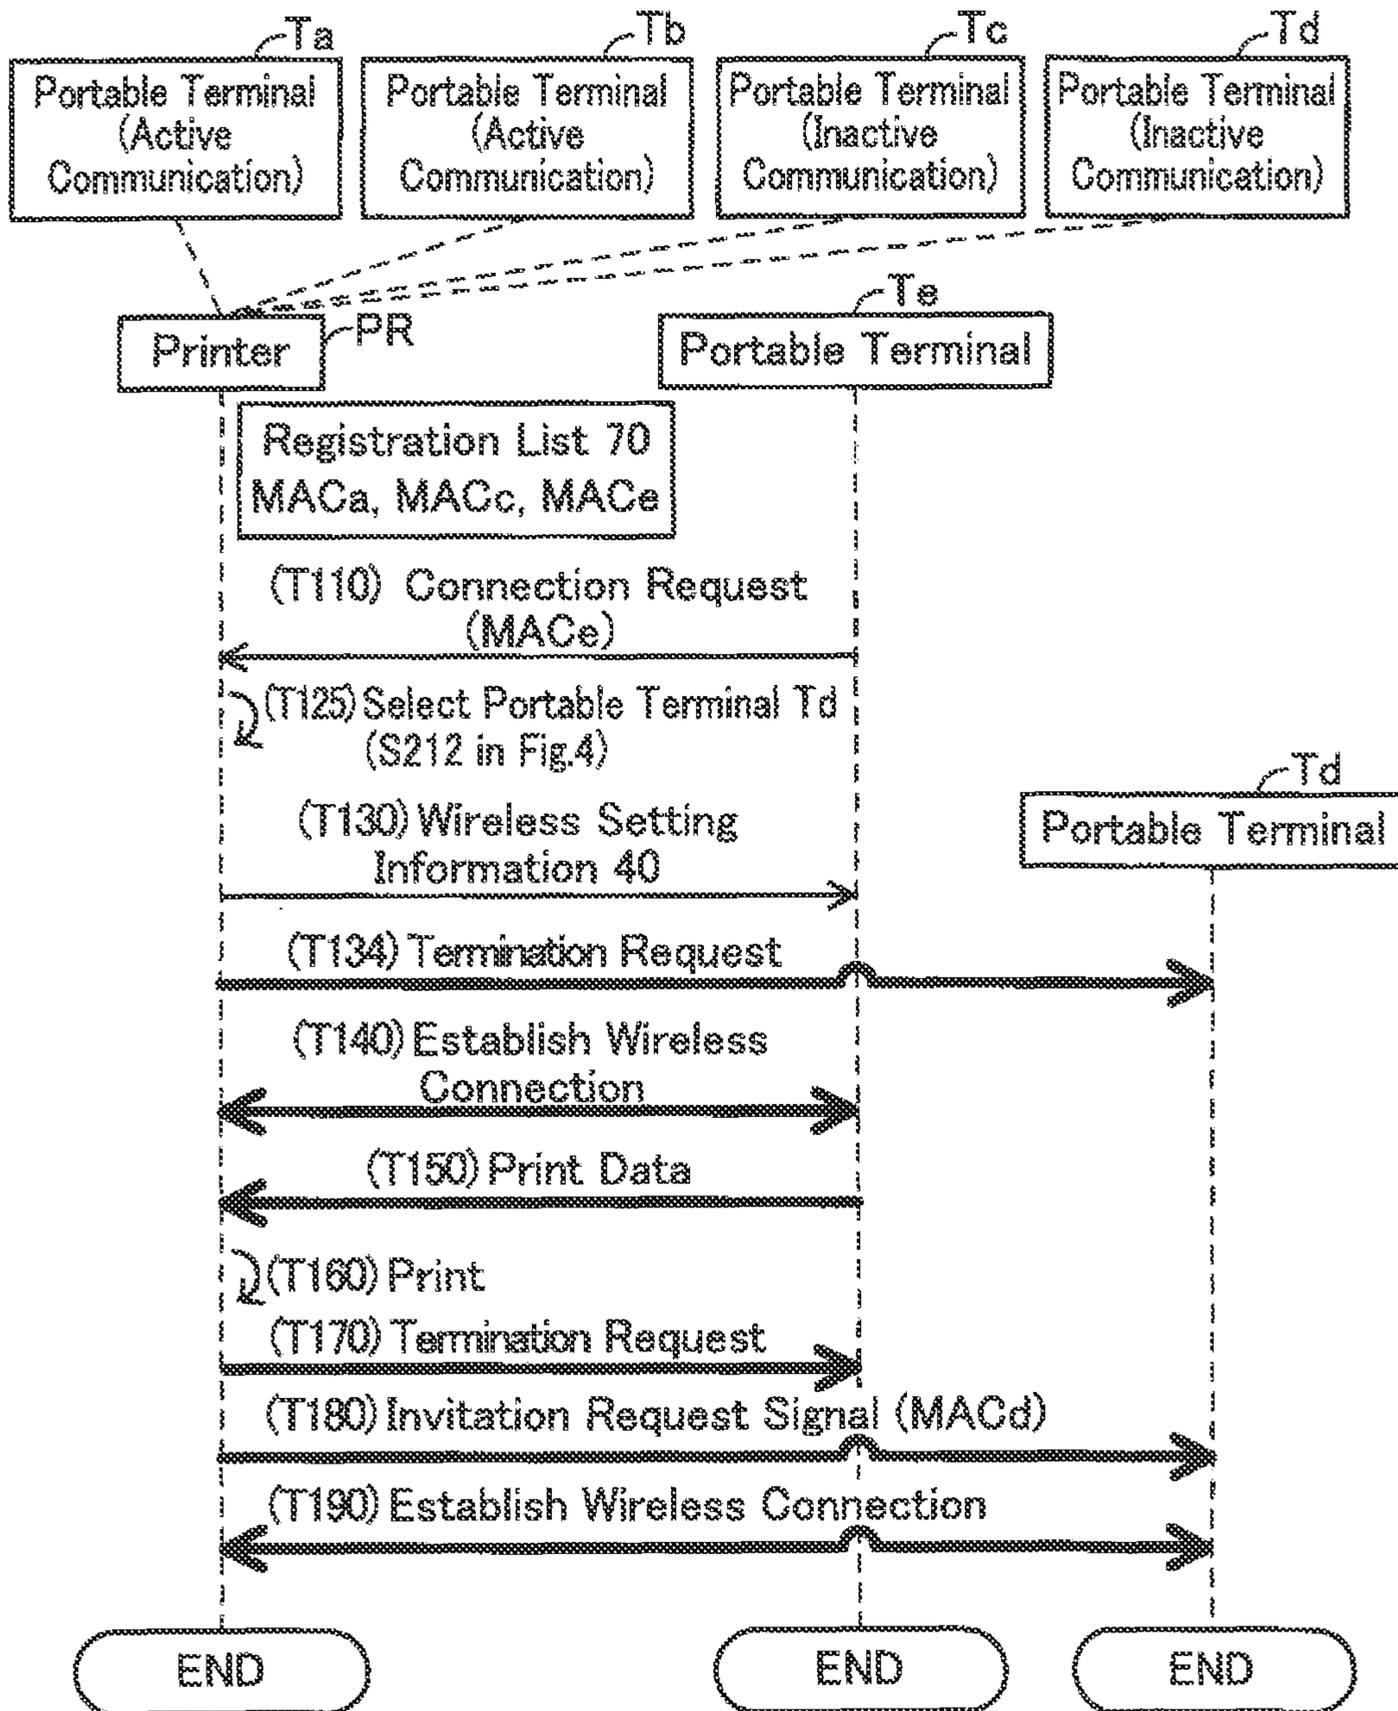 Ta
Tb
Tc
Td
Portable Terminal
(Active
Communication)
Portable Terminal
(Active
Communication)
Portable Terminal
(Inactive
Communication)
Portable Terminal
(Inactive
Communication)
Te
Printer
PR
Portable Terminal
Registration List 70
MACa, MACc, MACe
(T110) Connection Request
(MACe)
(T125) Select Portable Terminal Td
(S212 in Fig.4)
Td
Portable Terminal
(T130) Wireless Setting
Information 40
(T134) Termination Request
(T140) Establish Wireless
Connection
(T150) Print Data
(T160) Print
(T170) Termination Request
(T180) Invitation Request Signal (MACd)
(T190) Establish Wireless Connection
END
END
END